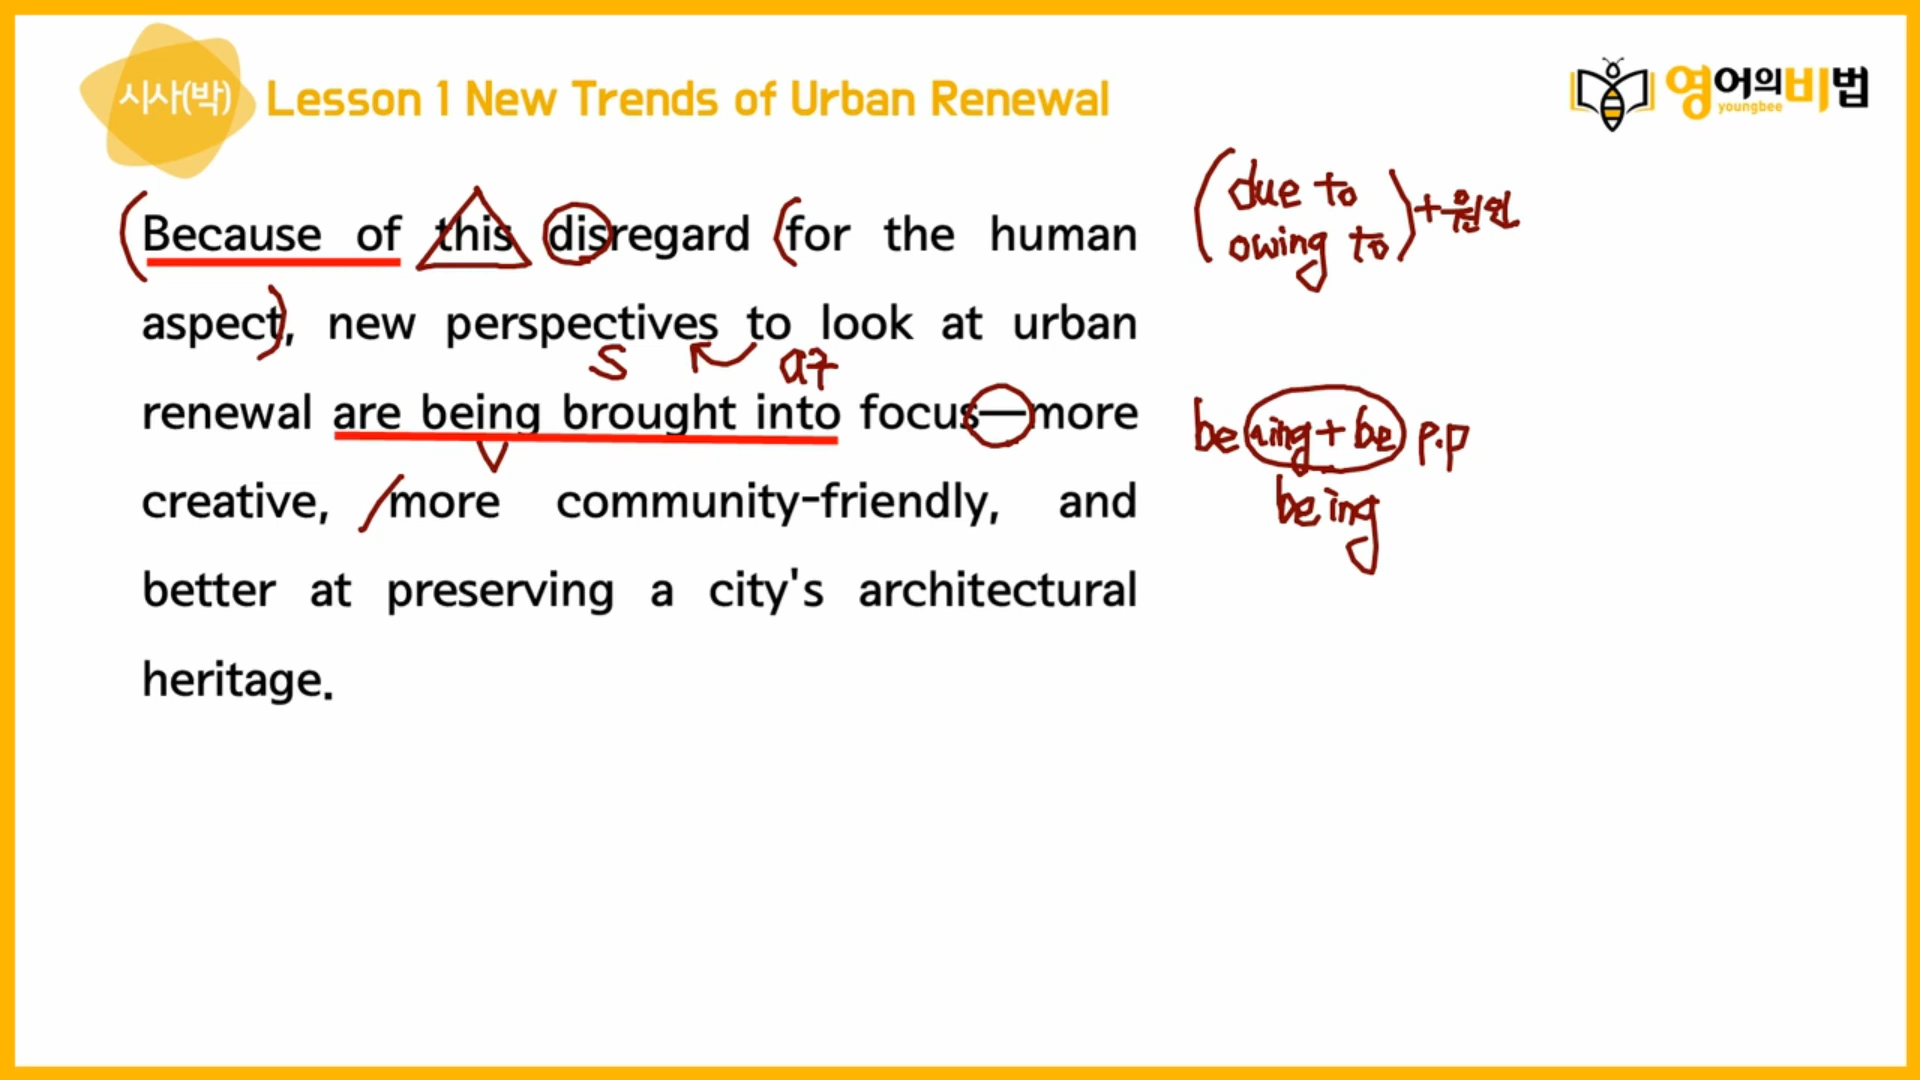 시사(박)
Lesson 1 New Trends of Urban Renewal
영어의비법
youngbee
Because of this disregard for the human
aspect, new perspectives to look at urban
renewal are being brought into focus—more
creative, more community-friendly, and
better at preserving a city's architectural
heritage.
due to
owing to
+원인
S
V
be ing + be p.p
being